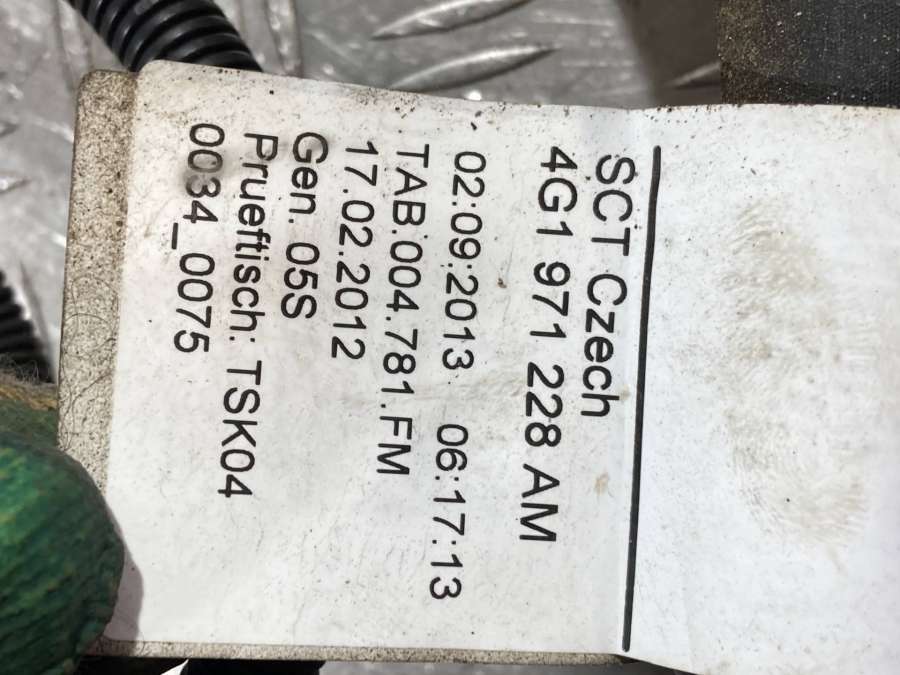 SCT Czech
4G1 971 228 AM
02.09.2013 06:17:13
TAB.004.781.FM
17.02.2012
Gen. 05S
Prueftisch: TSK04
0034_0075